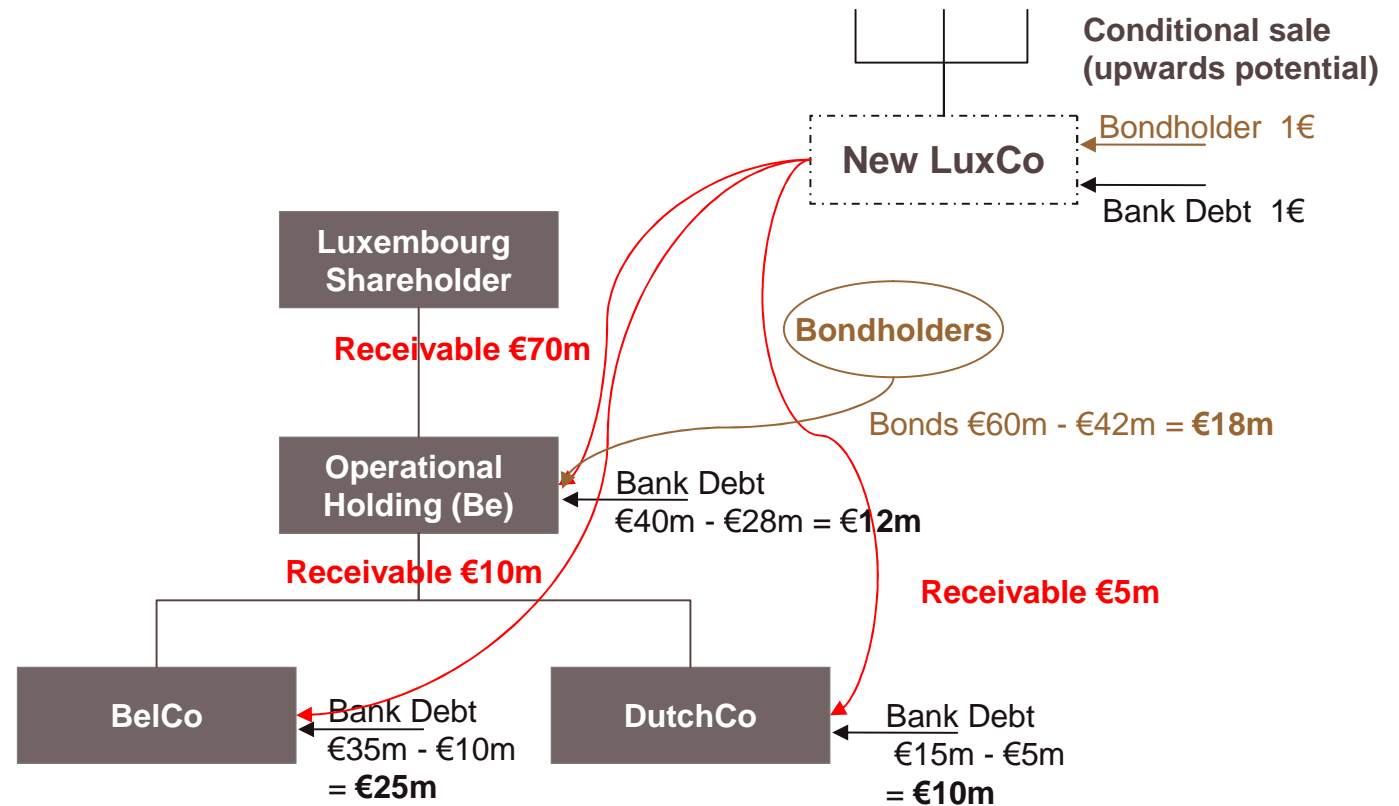 Conditional sale
(upwards potential)
Bondholder 1€
New LuxCo
Bank Debt 1€
Luxembourg
Shareholder
Bondholders
Receivable €70m
Bonds €60m - €42m = €18m
Operational
Holding (Be)
Bank Debt
€40m - €28m = €12m
Receivable €10m
Receivable €5m
BelCo
Bank Debt
€35m - €10m
= €25m
DutchCo
Bank Debt
€15m - €5m
= €10m